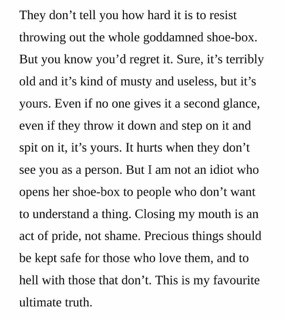 They don’t tell you how hard it is to resist
throwing out the whole goddamned shoe-box.
But you know you’d regret it. Sure, it’s terribly
old and it’s kind of musty and useless, but it’s
yours. Even if no one gives it a second glance,
even if they throw it down and step on it and
spit on it, it’s yours. It hurts when they don’t
see you as a person. But I am not an idiot who
opens her shoe-box to people who don’t want
to understand a thing. Closing my mouth is an
act of pride, not shame. Precious things should
be kept safe for those who love them, and to
hell with those that don’t. This is my favourite
ultimate truth.